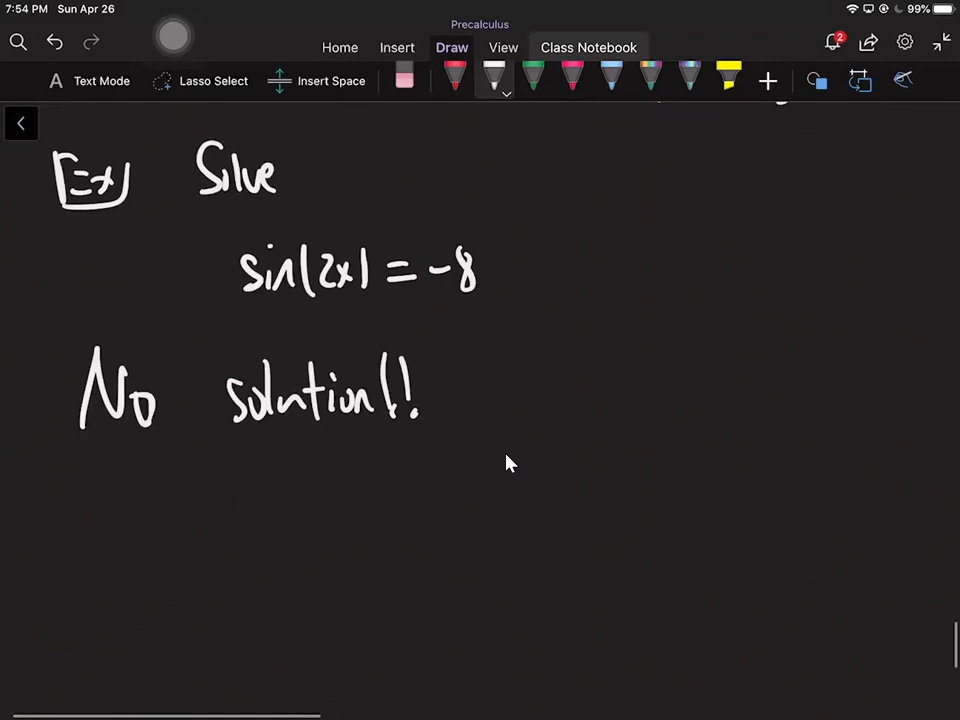 7:54 PM Sun Apr 26
99%
Precalculus
Home Insert Draw View Class Notebook
2
Text Mode Lasso Select Insert Space
Ex Solve
sin(2x) = -8
No solution!!